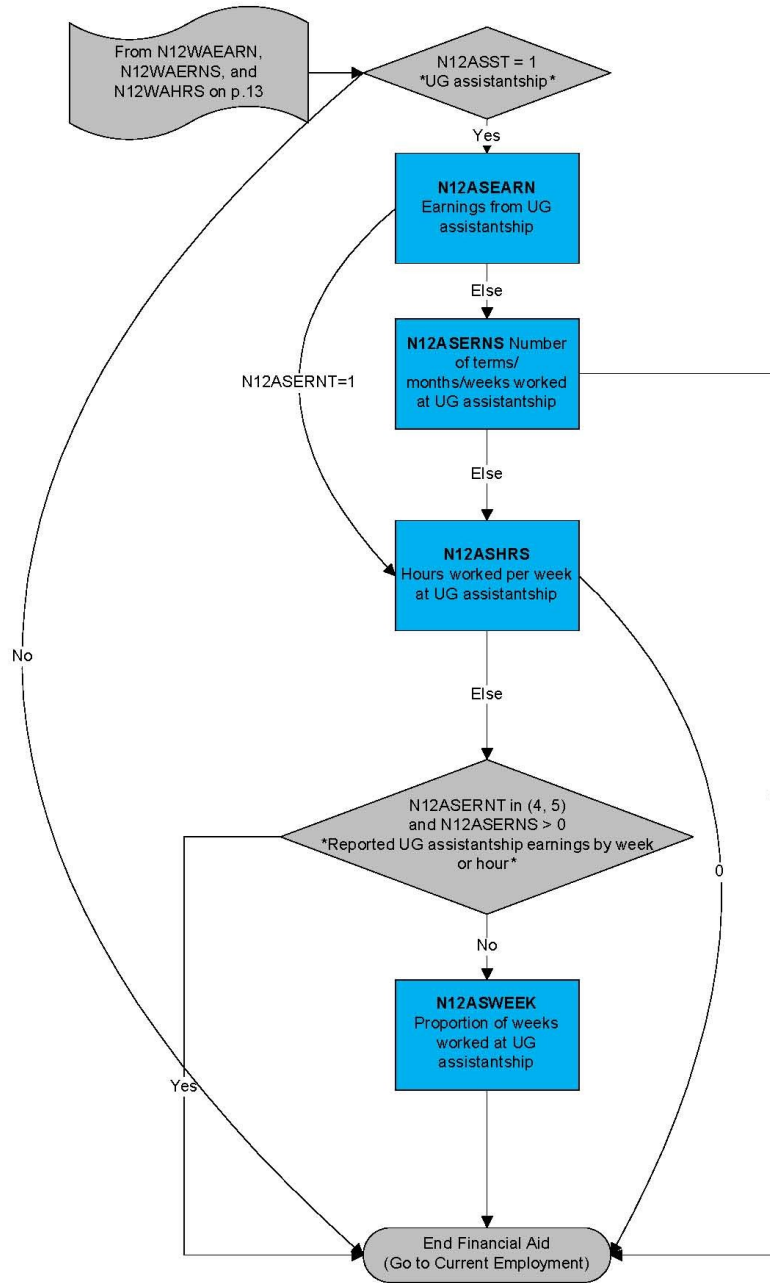 From N12WAEARN,
N12WAERNS, and
N12WAHRS on p.13
N12ASST = 1
*UG assistantship*
Yes
N12ASEARN
Earnings from UG
assistantship
Else
N12ASERNS Number
of terms/
months/weeks worked
at UG assistantship
N12ASERNT=1
Else
N12ASHRS
Hours worked per week
at UG assistantship
No
Else
N12ASERNT in (4, 5)
and N12ASERNS > 0
*Reported UG assistantship earnings by week
or hour*
0
No
N12ASWEEK
Proportion of weeks
worked at UG
assistantship
Yes
End Financial Aid
(Go to Current Employment)